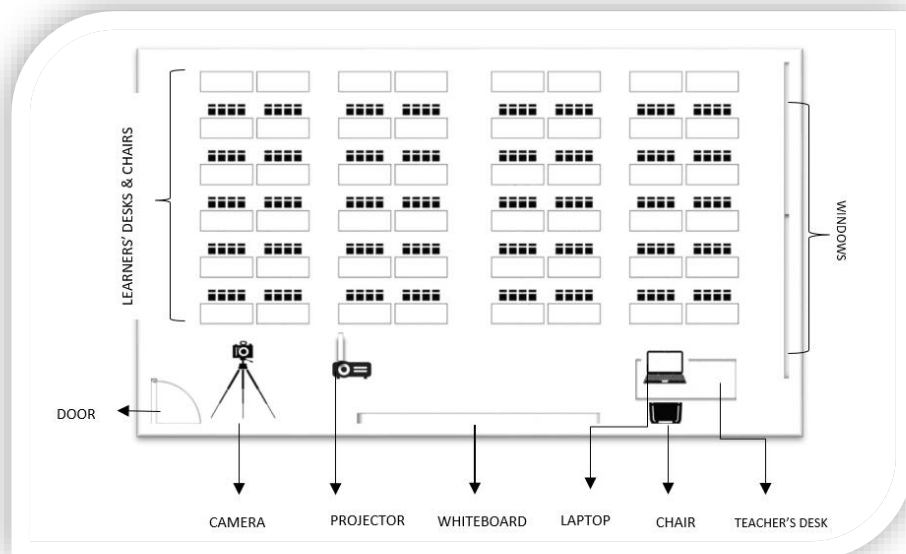 LEARNERS' DESKS & CHAIRS
WINDOWS
DOOR
CAMERA
PROJECTOR
WHITEBOARD
LAPTOP
CHAIR
TEACHER'S DESK